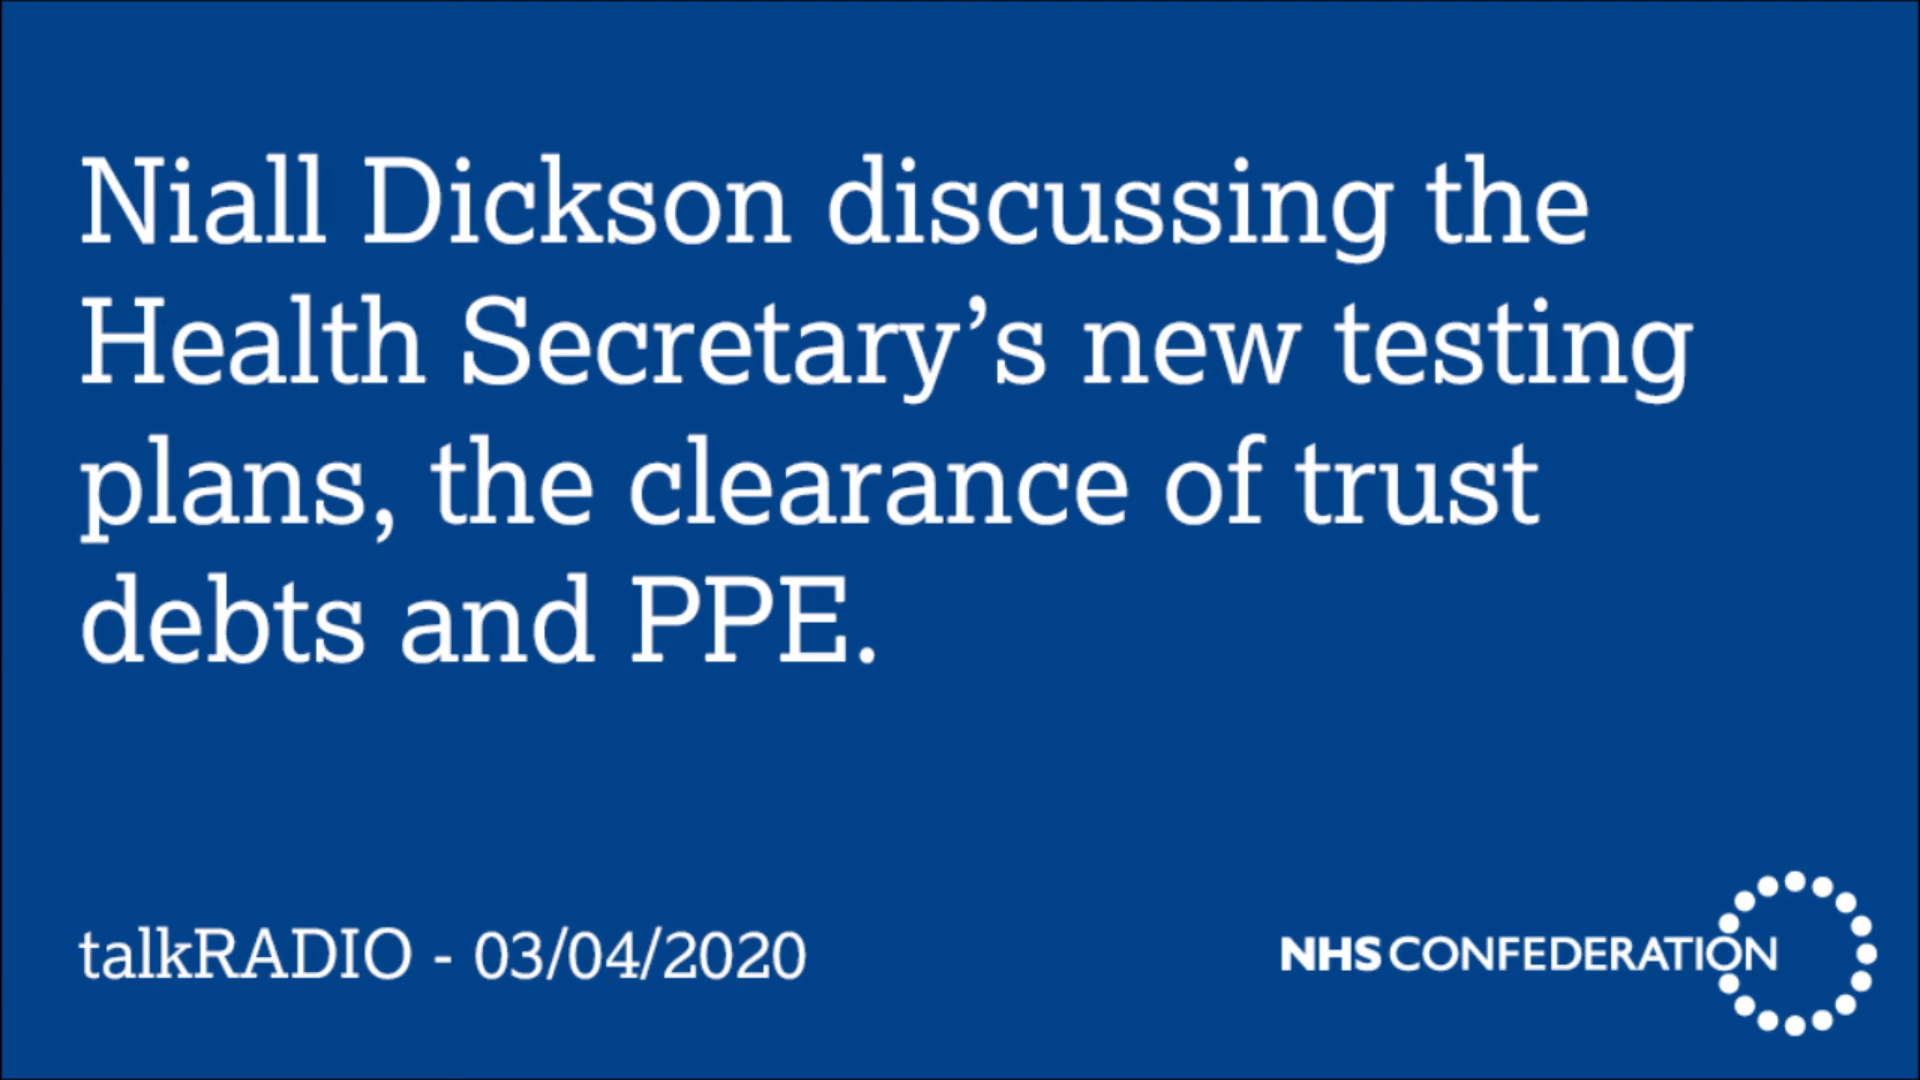 Niall Dickson discussing the
Health Secretary’s new testing
plans, the clearance of trust
debts and PPE.
talkRADIO - 03/04/2020
NHS CONFEDERATION